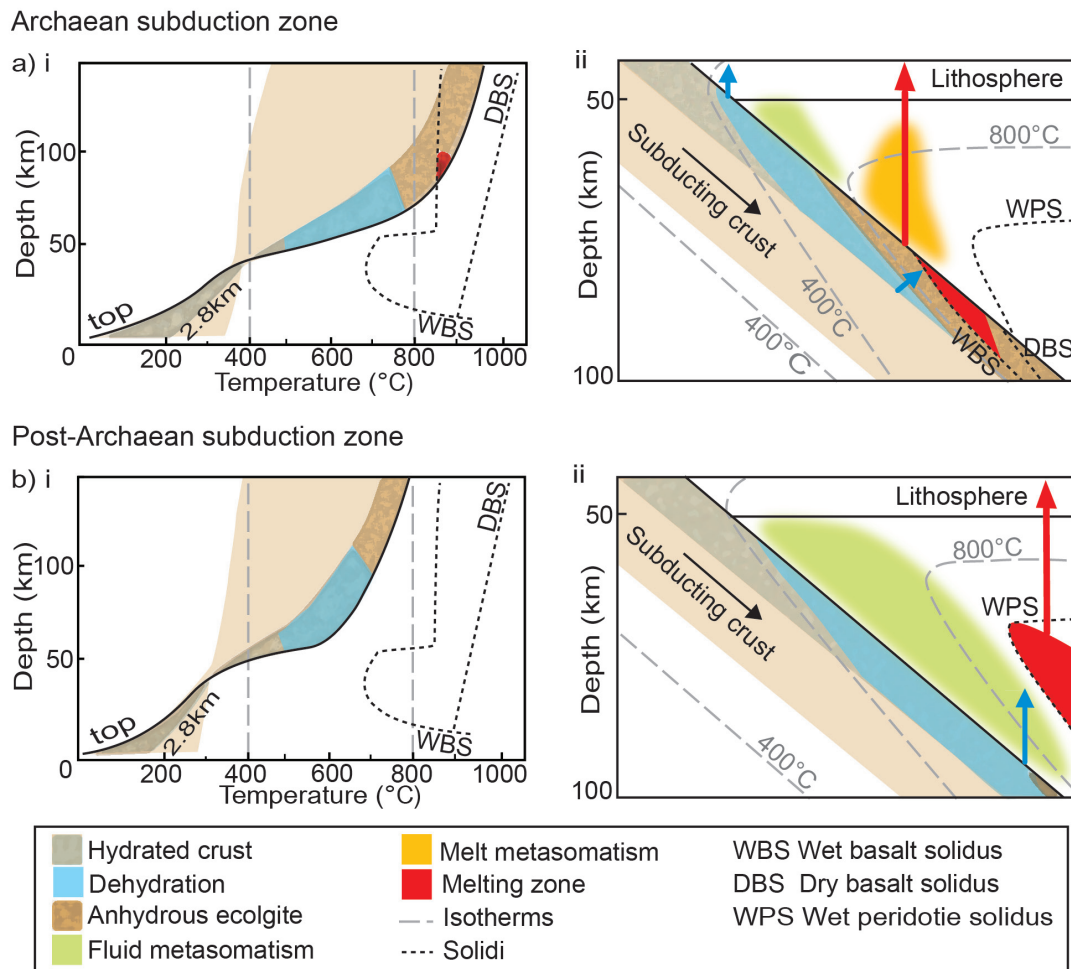 Archaean subduction zone
a) i
Depth (km)
100
50
0
top
2.8km
WBS
DBS
200
400
600
800
1000
Temperature (°C)
ii
Lithosphere
50
800°C
WPS
Subducting crust
Depth (km)
400°C
400°C
WBS
DBS
100
Post-Archaean subduction zone
b) i
Depth (km)
100
50
0
top
2.8km
WBS
DBS
200
400
600
800
1000
Temperature (°C)
ii
Lithosphere
50
800°C
WPS
Subducting crust
Depth (km)
400°C
100
Hydrated crust
Dehydration
Anhydrous ecolgite
Fluid metasomatism
Melt metasomatism
Melting zone
Isotherms
Solidi
WBS Wet basalt solidus
DBS Dry basalt solidus
WPS Wet peridotie solidus